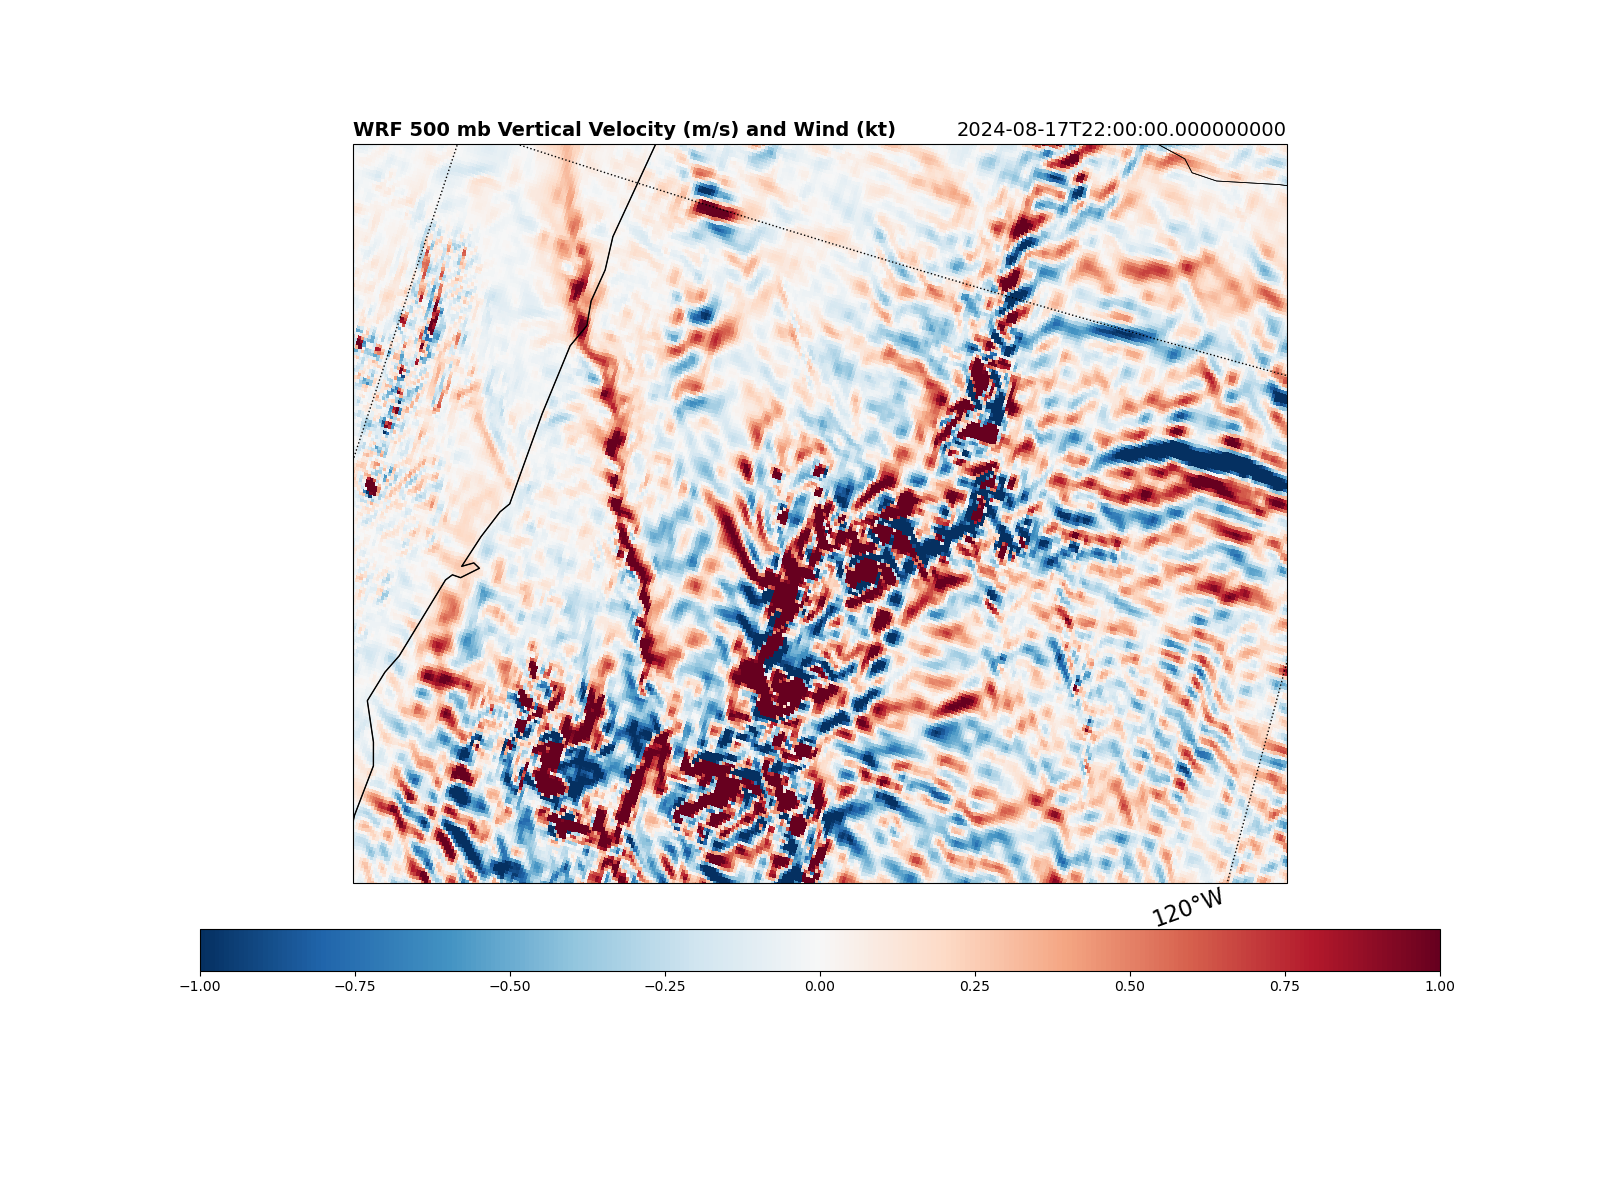 WRF 500 mb Vertical Velocity (m/s) and Wind (kt) 2024-08-17T22:00:00.000000000
120°W
−1.00 −0.75 −0.50 −0.25 0.00 0.25 0.50 0.75 1.00